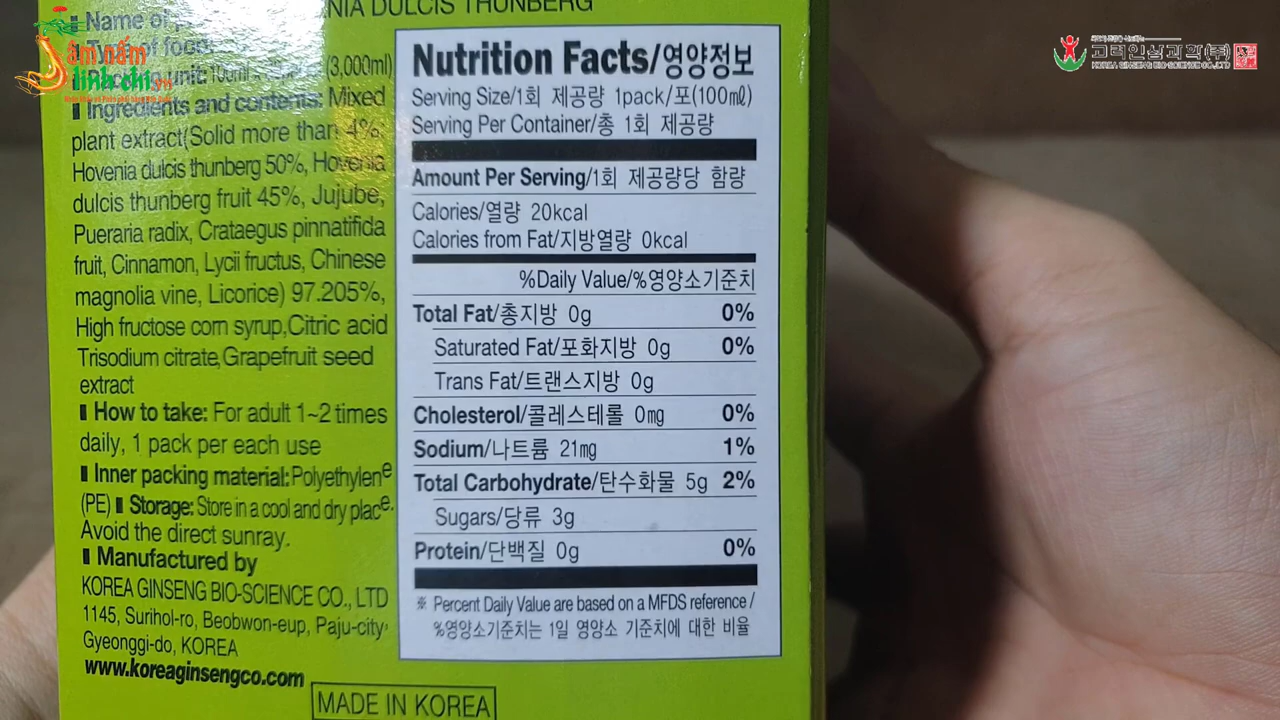 NIA DULCIS THUNBERG
Name of
Type of food:
unit: 100ml x (3,000ml)
Ingredients and contents: Mixed
plant extract(Solid more than 4%,
Hovenia dulcis thunberg 50%, Hovenia
dulcis thunberg fruit 45%, Jujube,
Pueraria radix, Crataegus pinnatifida
fruit, Cinnamon, Lycii fructus, Chinese
magnolia vine, Licorice) 97.205%,
High fructose corn syrup,Citric acid
Trisodium citrate,Grapefruit seed
extract
How to take: For adult 1~2 times
daily, 1 pack per each use
Inner packing material: Polyethylene
(PE) Storage: Store in a cool and dry place.
Avoid the direct sunray.
Manufactured by
KOREA GINSENG BIO-SCIENCE CO., LTD
1145, Surihol-ro, Beobwon-eup, Paju-city,
Gyeonggi-do, KOREA
www.koreaginsengco.com
MADE IN KOREA
Nutrition Facts/영양정보
Serving Size/1회 제공량 1pack/포(100㎖)
Serving Per Container/총 1회 제공량
Amount Per Serving/1회 제공량당 함량
Calories/열량 20kcal
Calories from Fat/지방열량 0kcal
%Daily Value/%영양소기준치
Total Fat/총지방 0g 0%
Saturated Fat/포화지방 0g 0%
Trans Fat/트랜스지방 0g
Cholesterol/콜레스테롤 0mg 0%
Sodium/나트륨 21mg 1%
Total Carbohydrate/탄수화물 5g 2%
Sugars/당류 3g
Protein/단백질 0g 0%
※ Percent Daily Value are based on a MFDS reference /
%영양소기준치는 1일 영양소 기준치에 대한 비율
Sâm nấm
linh chi.vn
고려인삼과학(주)
KOREA GINSENG BIO-SCIENCE CO.,LTD